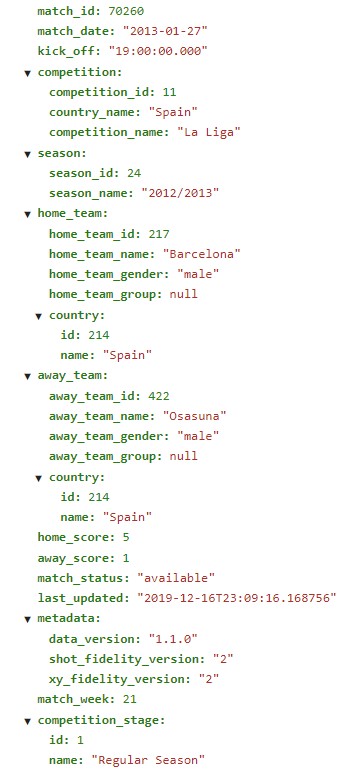 match_id: 70260
match_date: "2013-01-27"
kick_off: "19:00:00.000"
▼ competition:
competition_id: 11
country_name: "Spain"
competition_name: "La Liga"
▼ season:
season_id: 24
season_name: "2012/2013"
▼ home_team:
home_team_id: 217
home_team_name: "Barcelona"
home_team_gender: "male"
home_team_group: null
▼ country:
id: 214
name: "Spain"
▼ away_team:
away_team_id: 422
away_team_name: "Osasuna"
away_team_gender: "male"
away_team_group: null
▼ country:
id: 214
name: "Spain"
home_score: 5
away_score: 1
match_status: "available"
last_updated: "2019-12-16T23:09:16.168756"
▼ metadata:
data_version: "1.1.0"
shot_fidelity_version: "2"
xy_fidelity_version: "2"
match_week: 21
▼ competition_stage:
id: 1
name: "Regular Season"